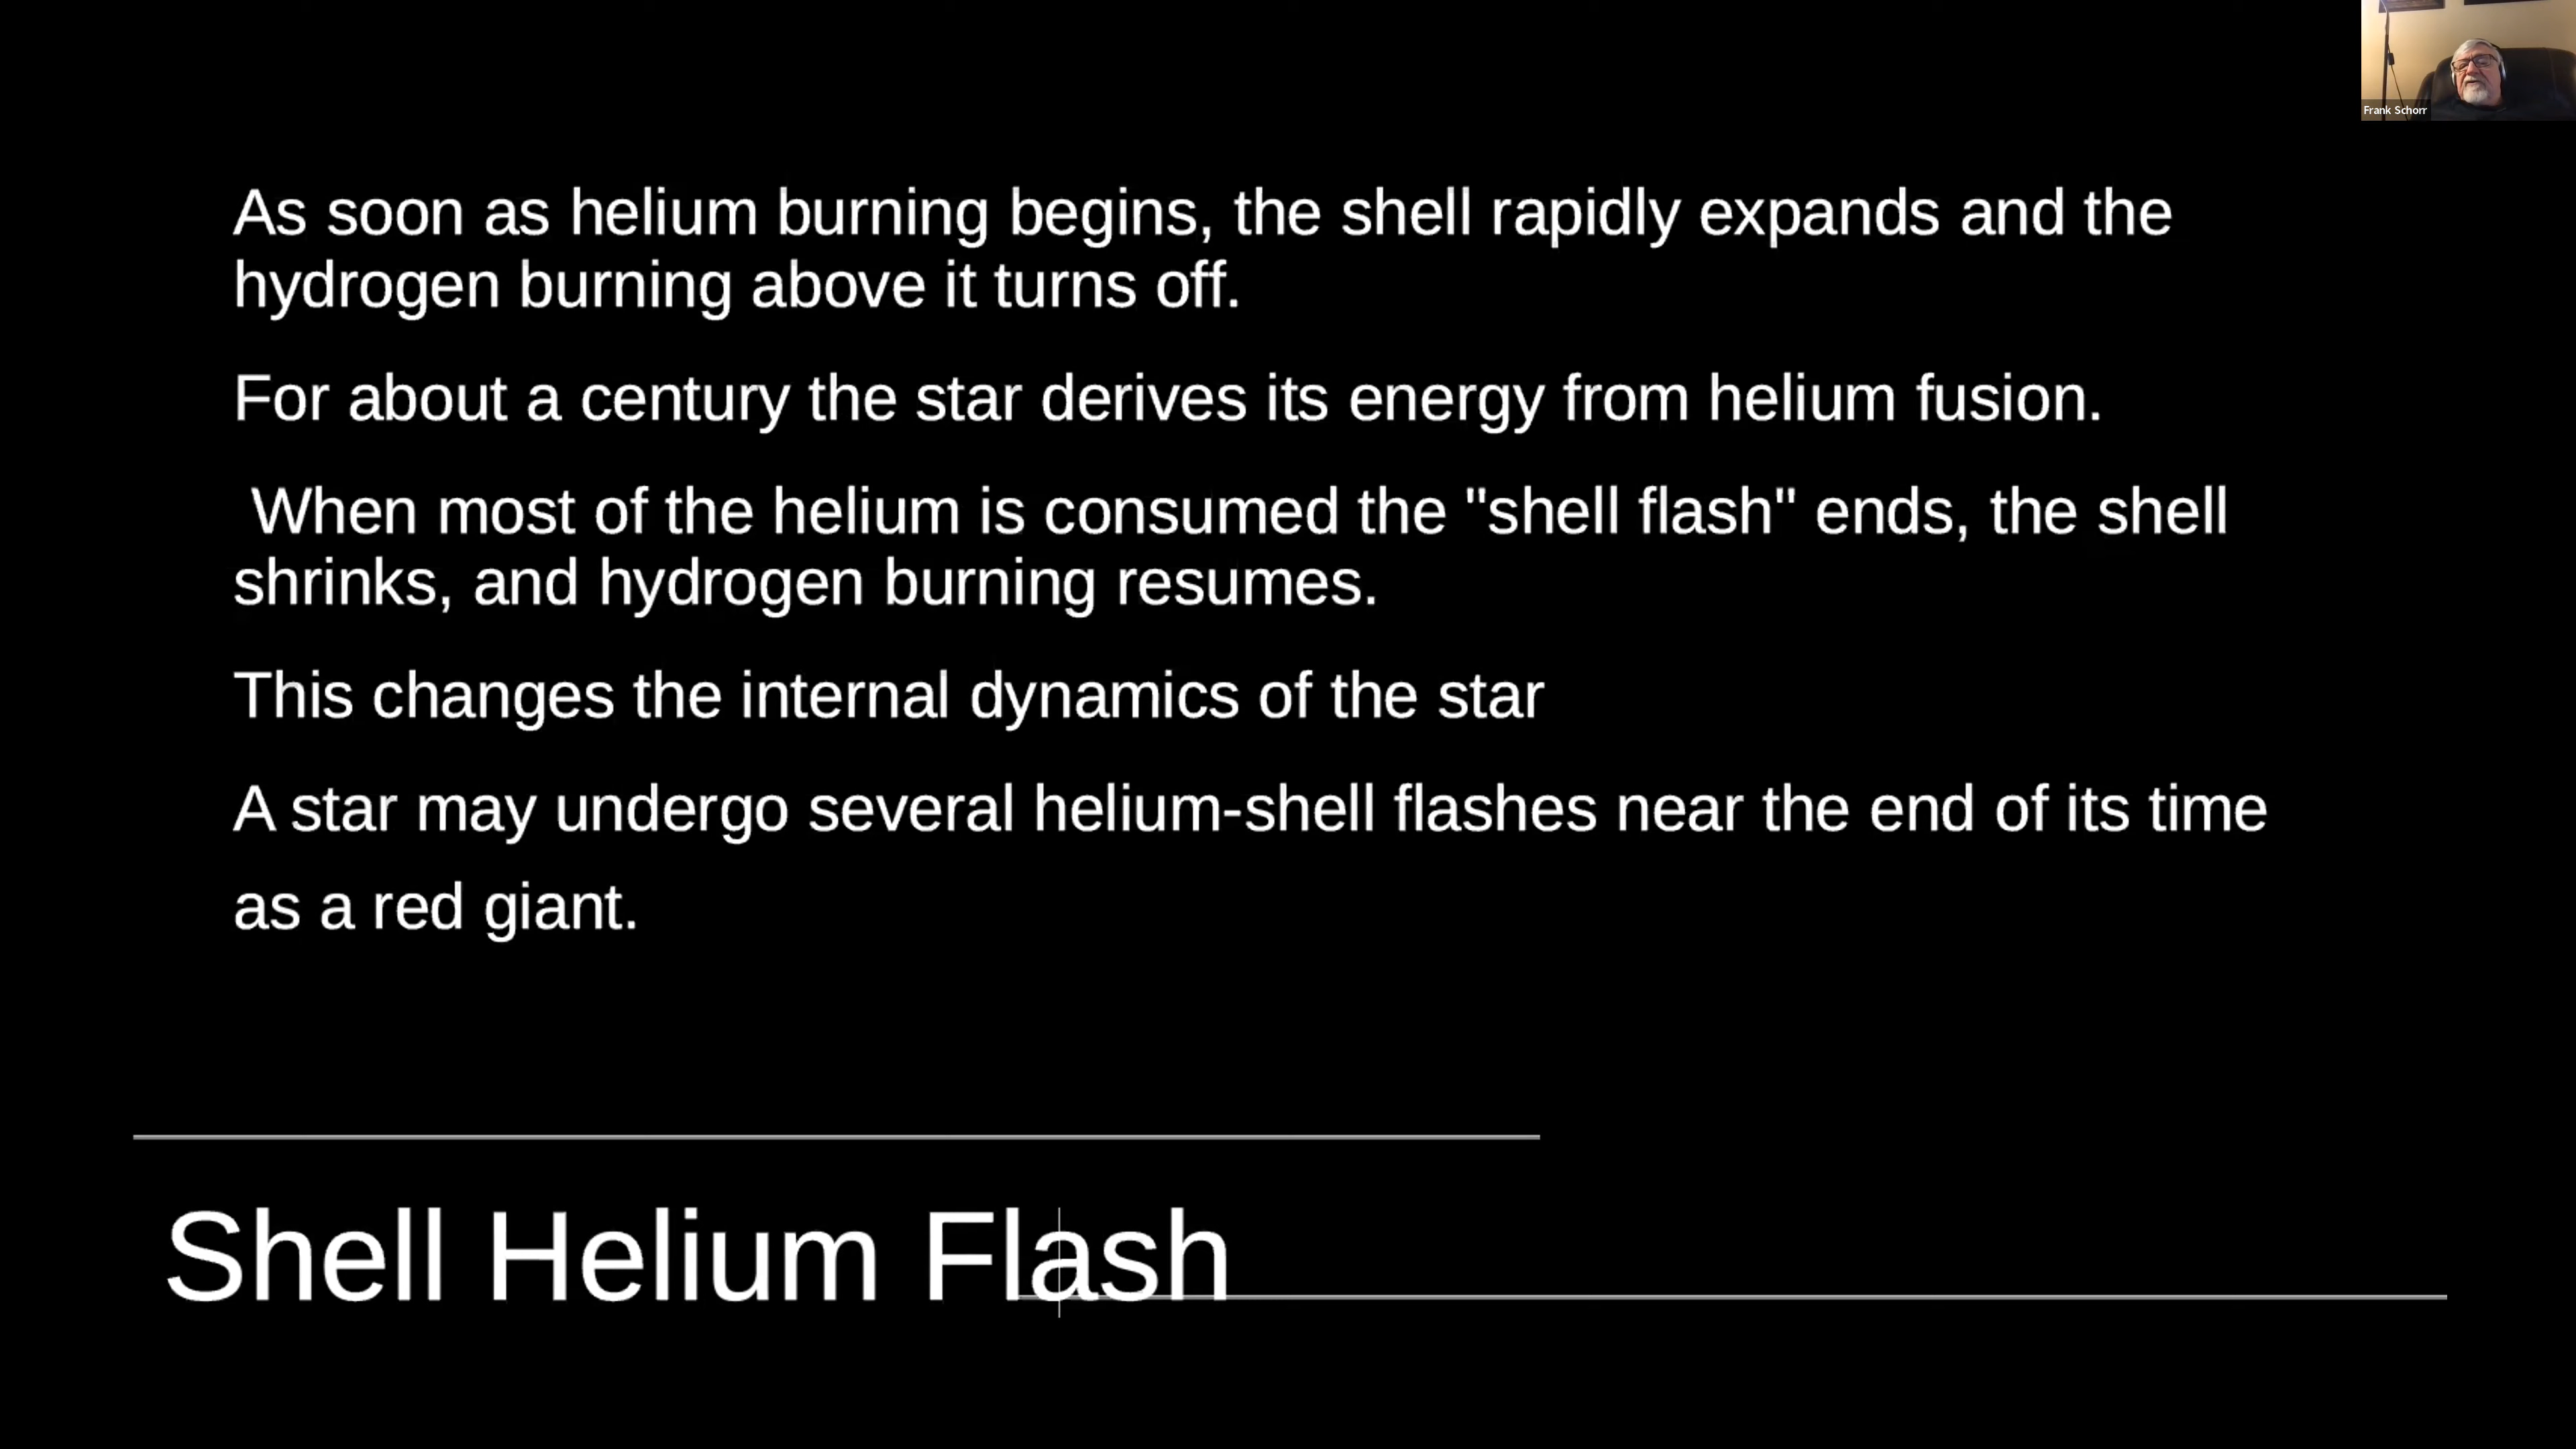 Frank Schorr
As soon as helium burning begins, the shell rapidly expands and the
hydrogen burning above it turns off.
For about a century the star derives its energy from helium fusion.
When most of the helium is consumed the "shell flash" ends, the shell
shrinks, and hydrogen burning resumes.
This changes the internal dynamics of the star
A star may undergo several helium-shell flashes near the end of its time
as a red giant.
Shell Helium Flash